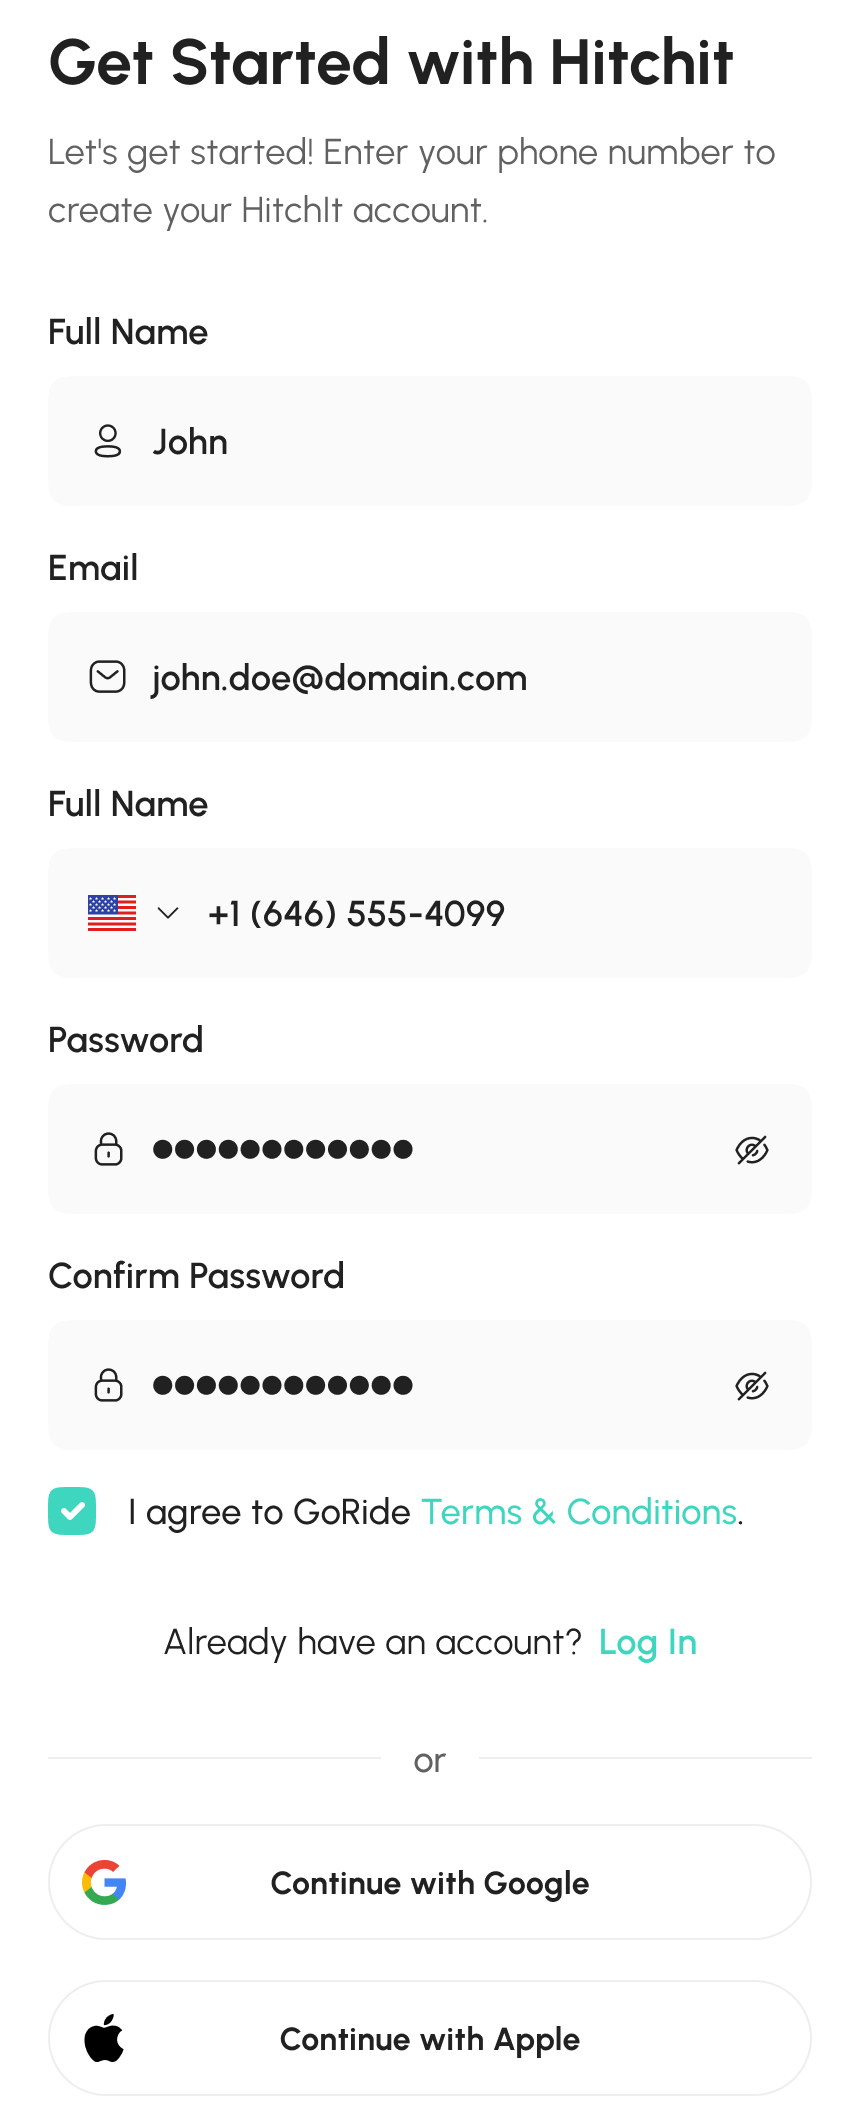 Get Started with Hitchit
Let's get started! Enter your phone number to
create your HitchIt account.
Full Name
John
Email
john.doe@domain.com
Full Name
+1 (646) 555-4099
Password
●●●●●●●●●●●●
Confirm Password
●●●●●●●●●●●●
I agree to GoRide Terms & Conditions.
Already have an account? Log In
or
Continue with Google
Continue with Apple